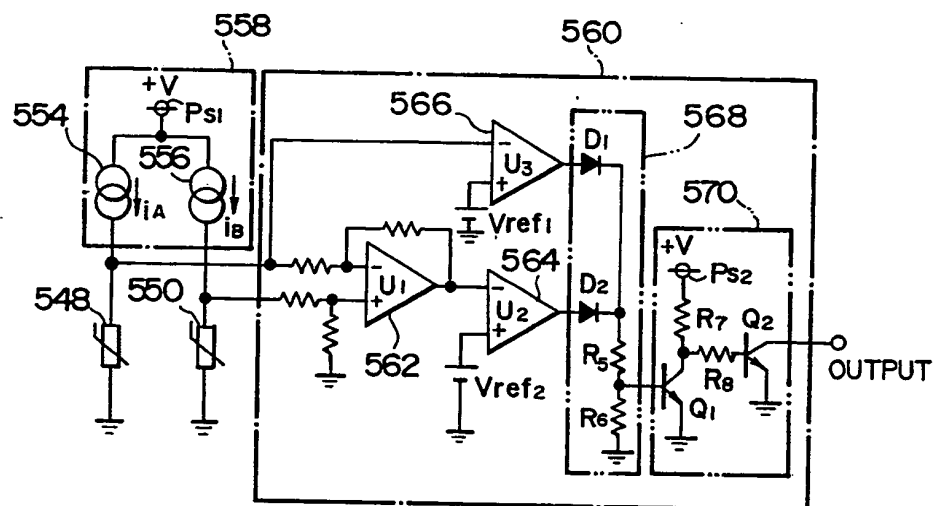 558
560
+V
PS1
554
556
iA
iB
566
−
U3
+
Vref1
D1
568
570
+V
PS2
548
550
−
U1
+
562
−
U2
+
564
Vref2
D2
R5
R6
R7
R8
Q1
Q2
OUTPUT